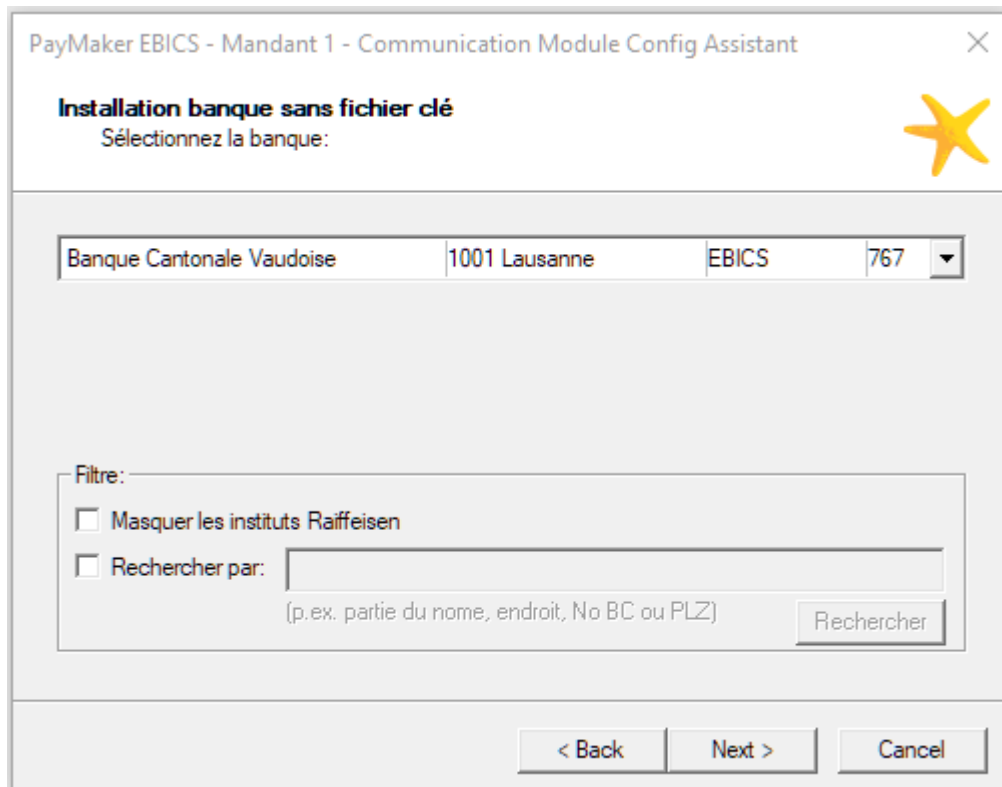 PayMaker EBICS - Mandant 1 - Communication Module Config Assistant
Installation banque sans fichier clé
Sélectionnez la banque:
Banque Cantonale Vaudoise 1001 Lausanne EBICS 767
Filtre:
Masquer les instituts Raiffeisen
Rechercher par:
(p.ex. partie du nome, endroit, No BC ou PLZ)
Rechercher
< Back Next > Cancel